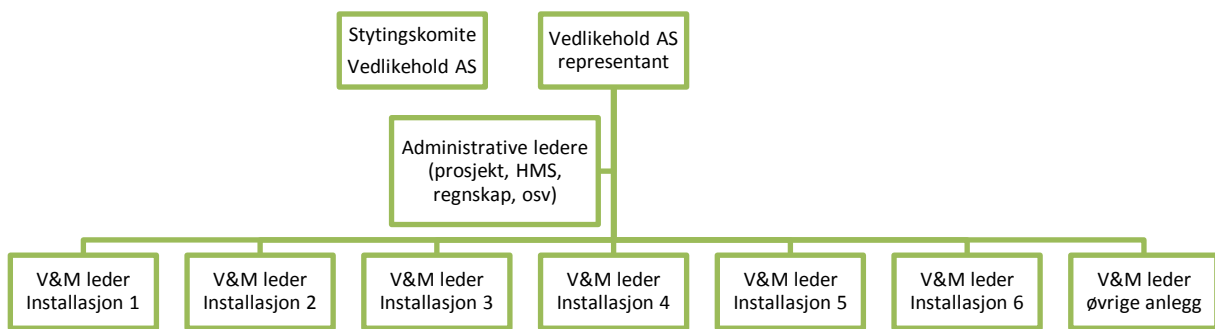 Stytingskomite
Vedlikehold AS
Vedlikehold AS
representant
Administrative ledere
(prosjekt, HMS,
regnskap, osv)
V&M leder
Installasjon 1
V&M leder
Installasjon 2
V&M leder
Installasjon 3
V&M leder
Installasjon 4
V&M leder
Installasjon 5
V&M leder
Installasjon 6
V&M leder
øvrige anlegg